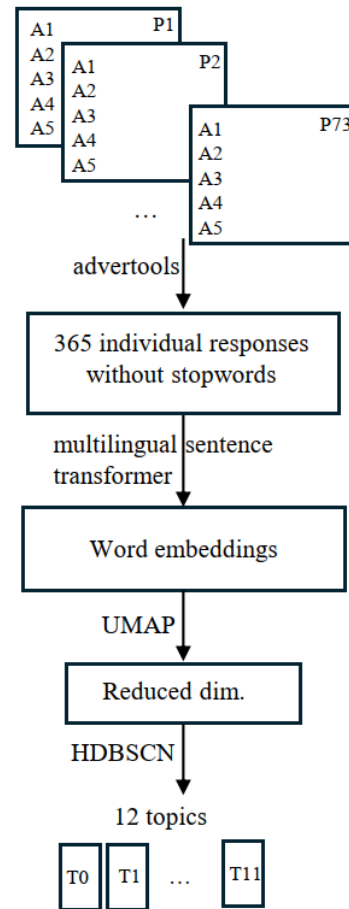 P1
A1
A2
A3
A4
A5
P2
A1
A2
A3
A4
A5
P73
A1
A2
A3
A4
A5
…
advertools
365 individual responses
without stopwords
multilingual sentence
transformer
Word embeddings
UMAP
Reduced dim.
HDBSCN
12 topics
T0 T1 … T11